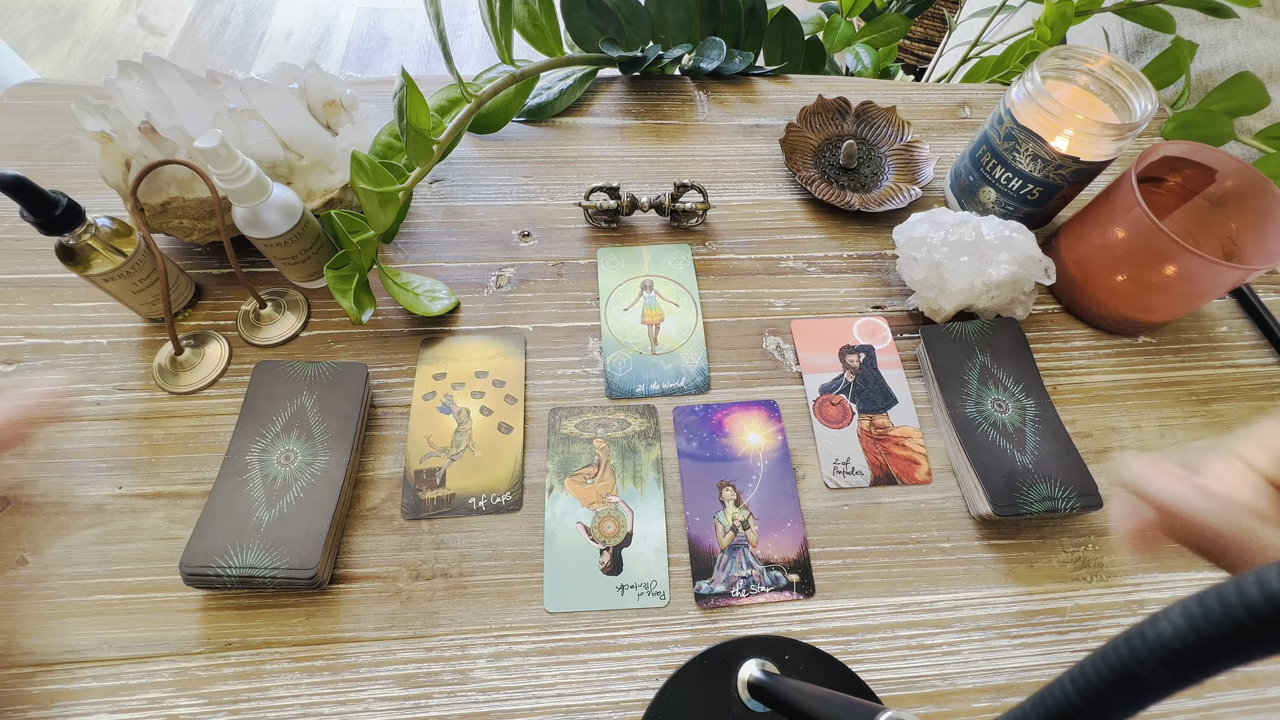 FRENCH 75
21. the World
9 of Cups
2 of
Pentacles
Page of
Pentacles
the Star